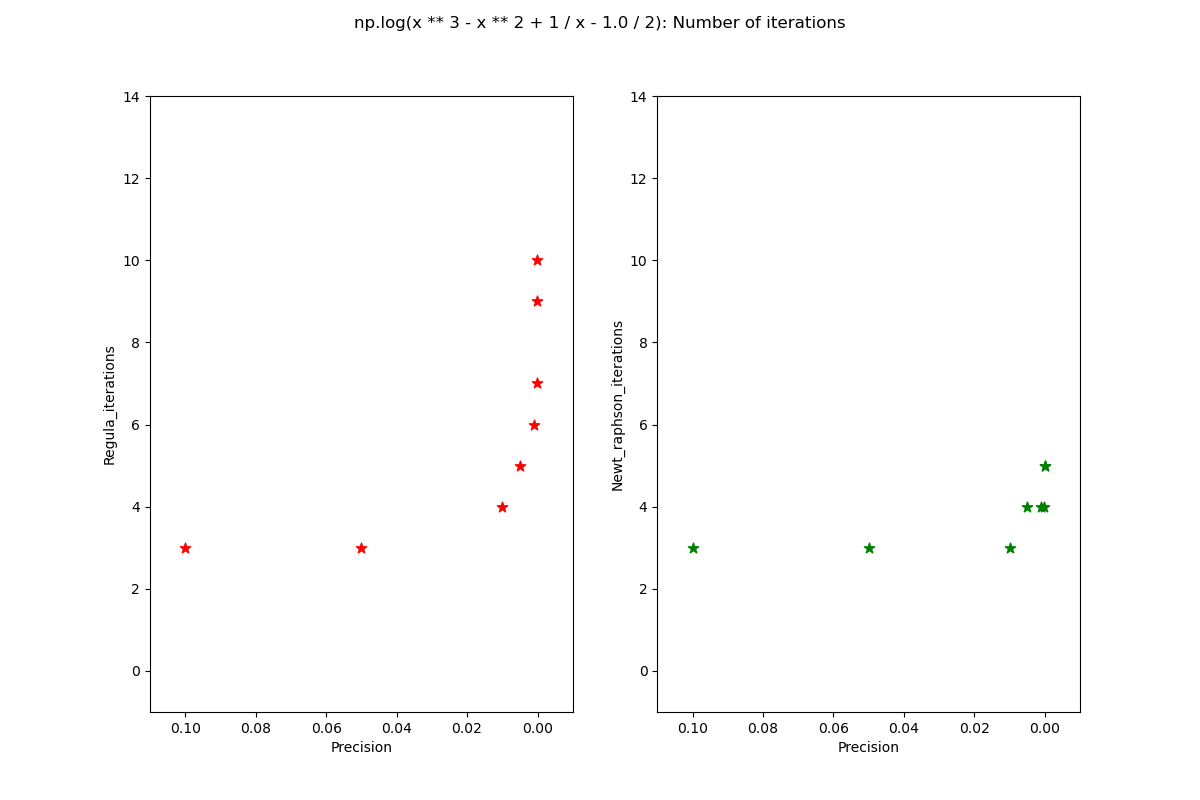 np.log(x ** 3 - x ** 2 + 1 / x - 1.0 / 2): Number of iterations
14
12
10
8
6
4
2
0
Regula_iterations
0.10 0.08 0.06 0.04 0.02 0.00
Precision
14
12
10
8
6
4
2
0
Newt_raphson_iterations
0.10 0.08 0.06 0.04 0.02 0.00
Precision